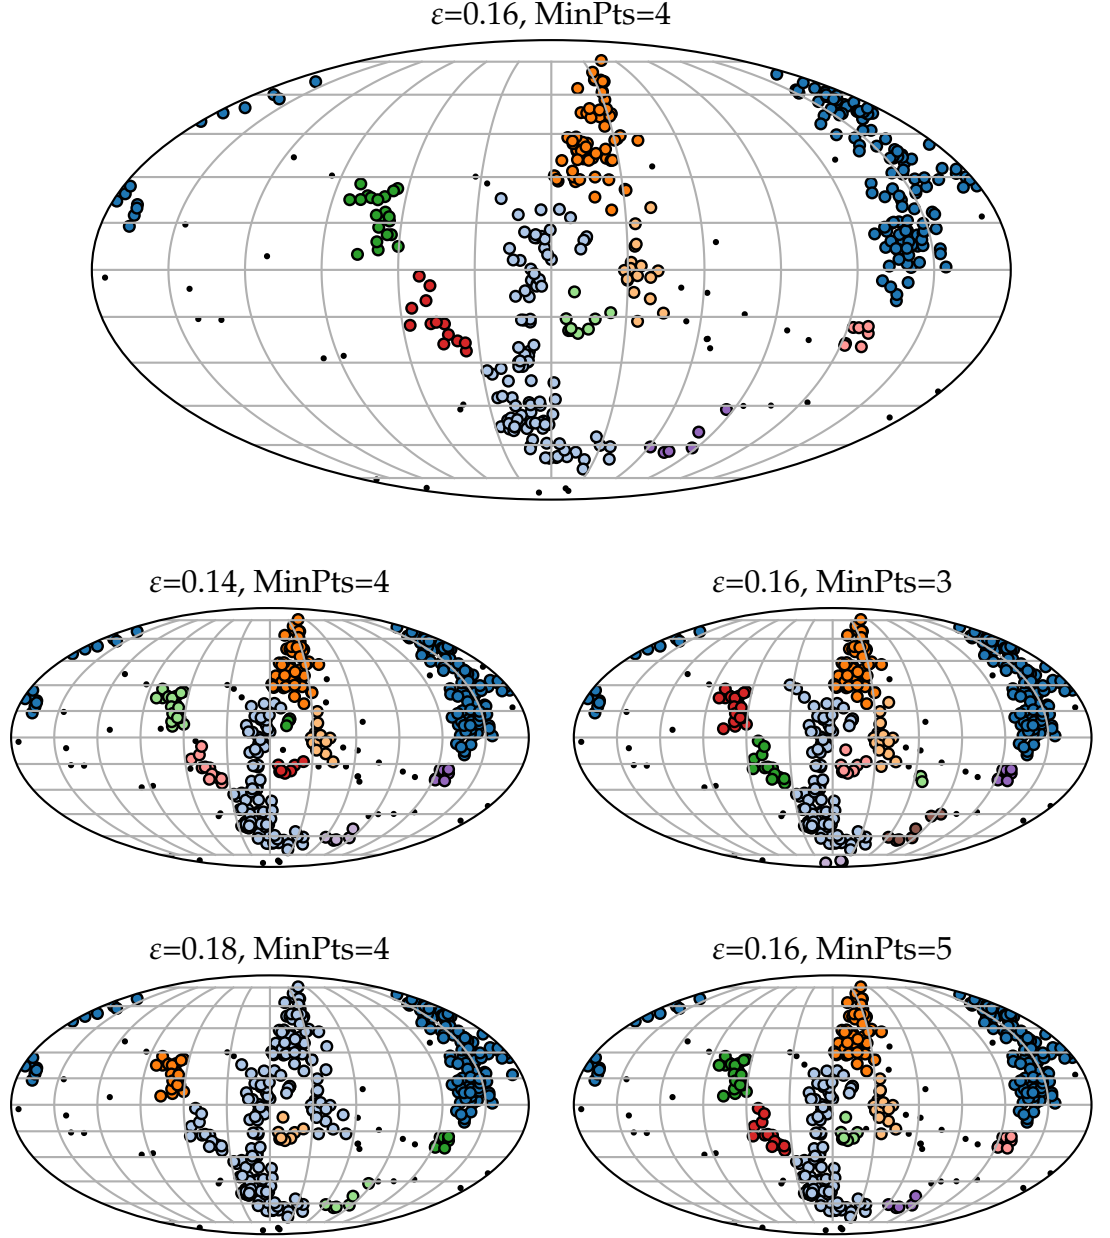 ε=0.16, MinPts=4
ε=0.14, MinPts=4
ε=0.16, MinPts=3
ε=0.18, MinPts=4
ε=0.16, MinPts=5